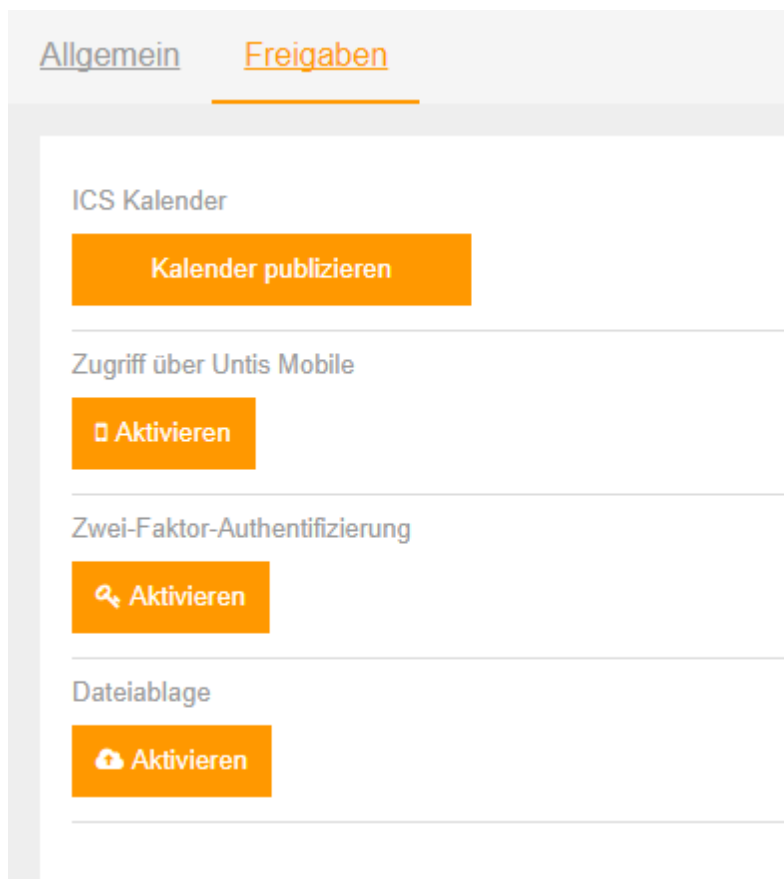 Allgemein Freigaben
ICS Kalender
Kalender publizieren
Zugriff über Untis Mobile
Aktivieren
Zwei-Faktor-Authentifizierung
Aktivieren
Dateiablage
Aktivieren